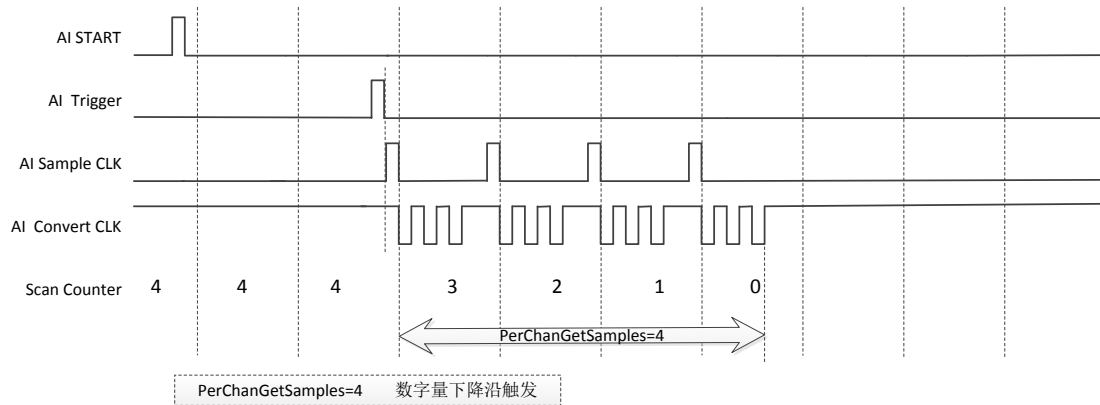 AI START
AI Trigger
AI Sample CLK
AI Convert CLK
Scan Counter 4 4 4 3 2 1 0
PerChanGetSamples=4
PerChanGetSamples=4 数字量下降沿触发